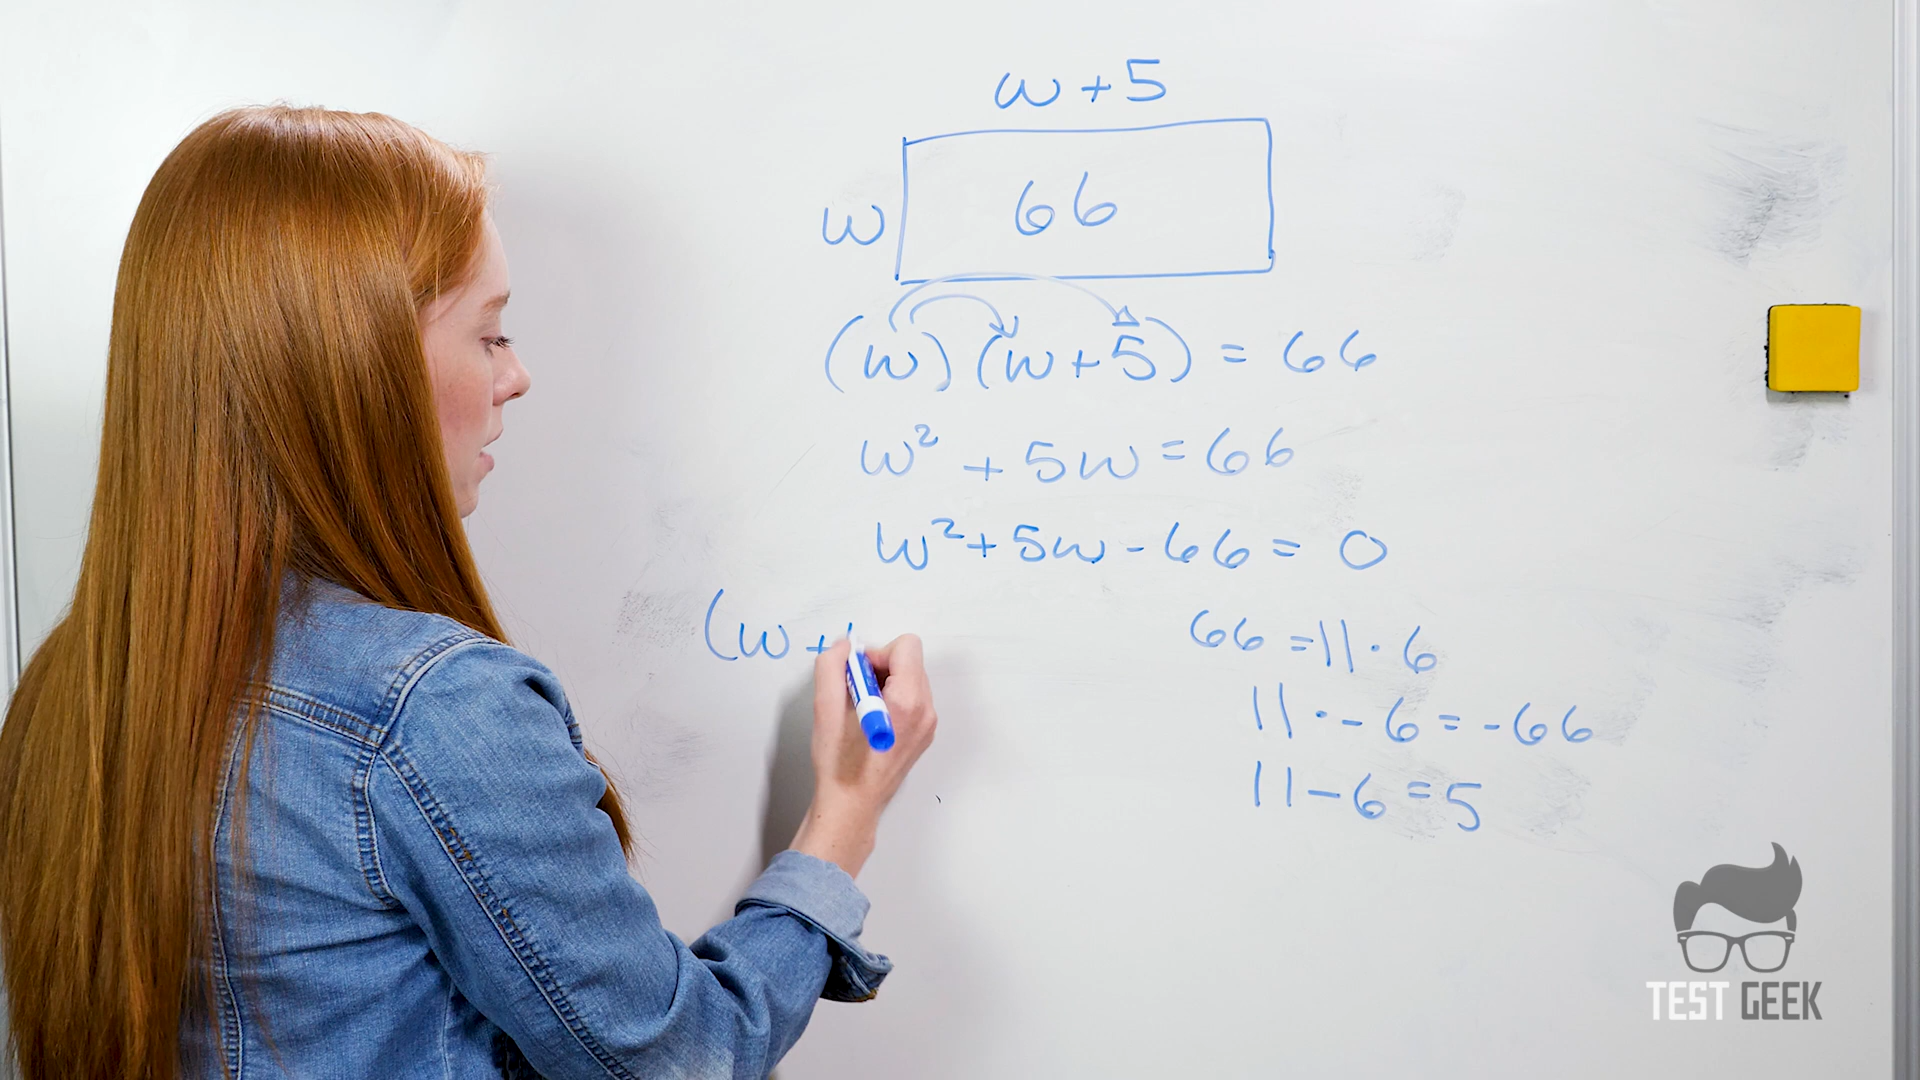 w + 5
w
66
(w) (w + 5) = 66
w² + 5w = 66
w² + 5w - 66 = 0
(w +
66 = 11 · 6
11 · - 6 = - 66
11 - 6 = 5
TEST GEEK